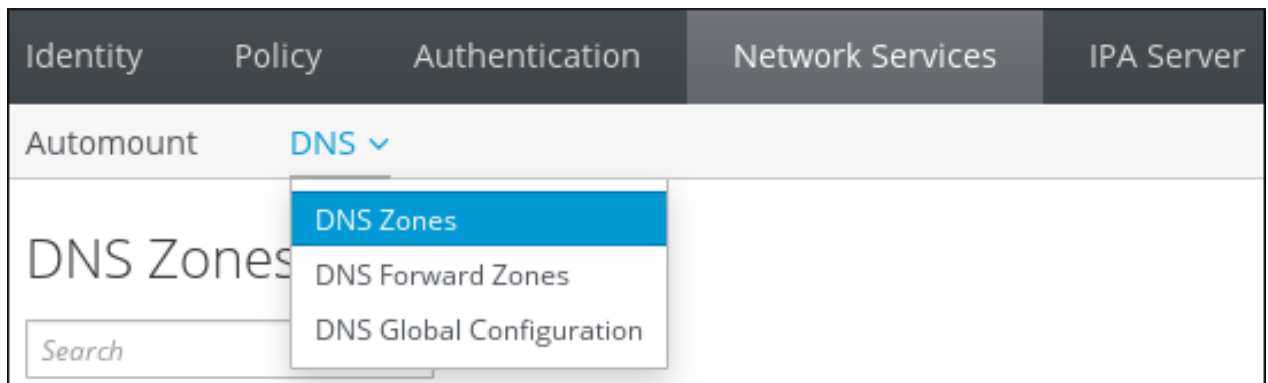 Identity Policy Authentication Network Services IPA Server
Automount DNS
DNS Zones
DNS Forward Zones
DNS Global Configuration
DNS Zones
Search